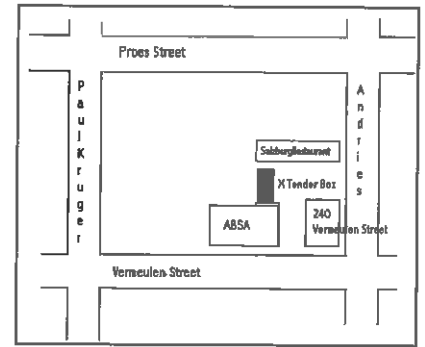 Proes Street
Paul Kruger
Andries
Salzburg Restaurant
X Tender Box
ABSA
240
Vermeulen Street
Vermeulen Street